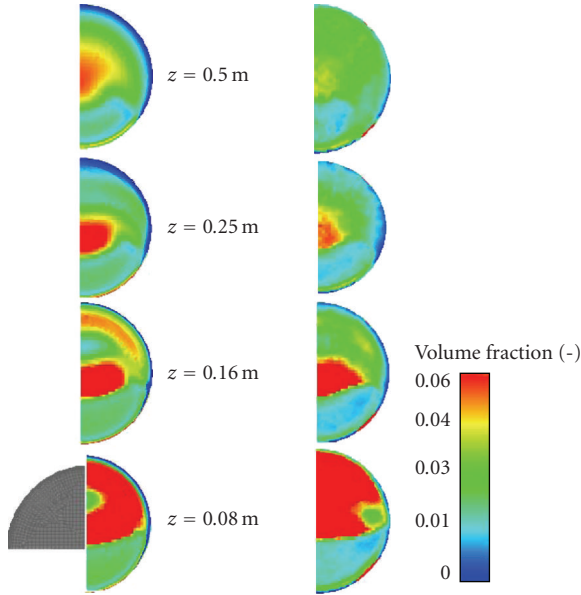 z = 0.5 m
z = 0.25 m
z = 0.16 m
z = 0.08 m
Volume fraction (-)
0.06
0.04
0.03
0.01
0